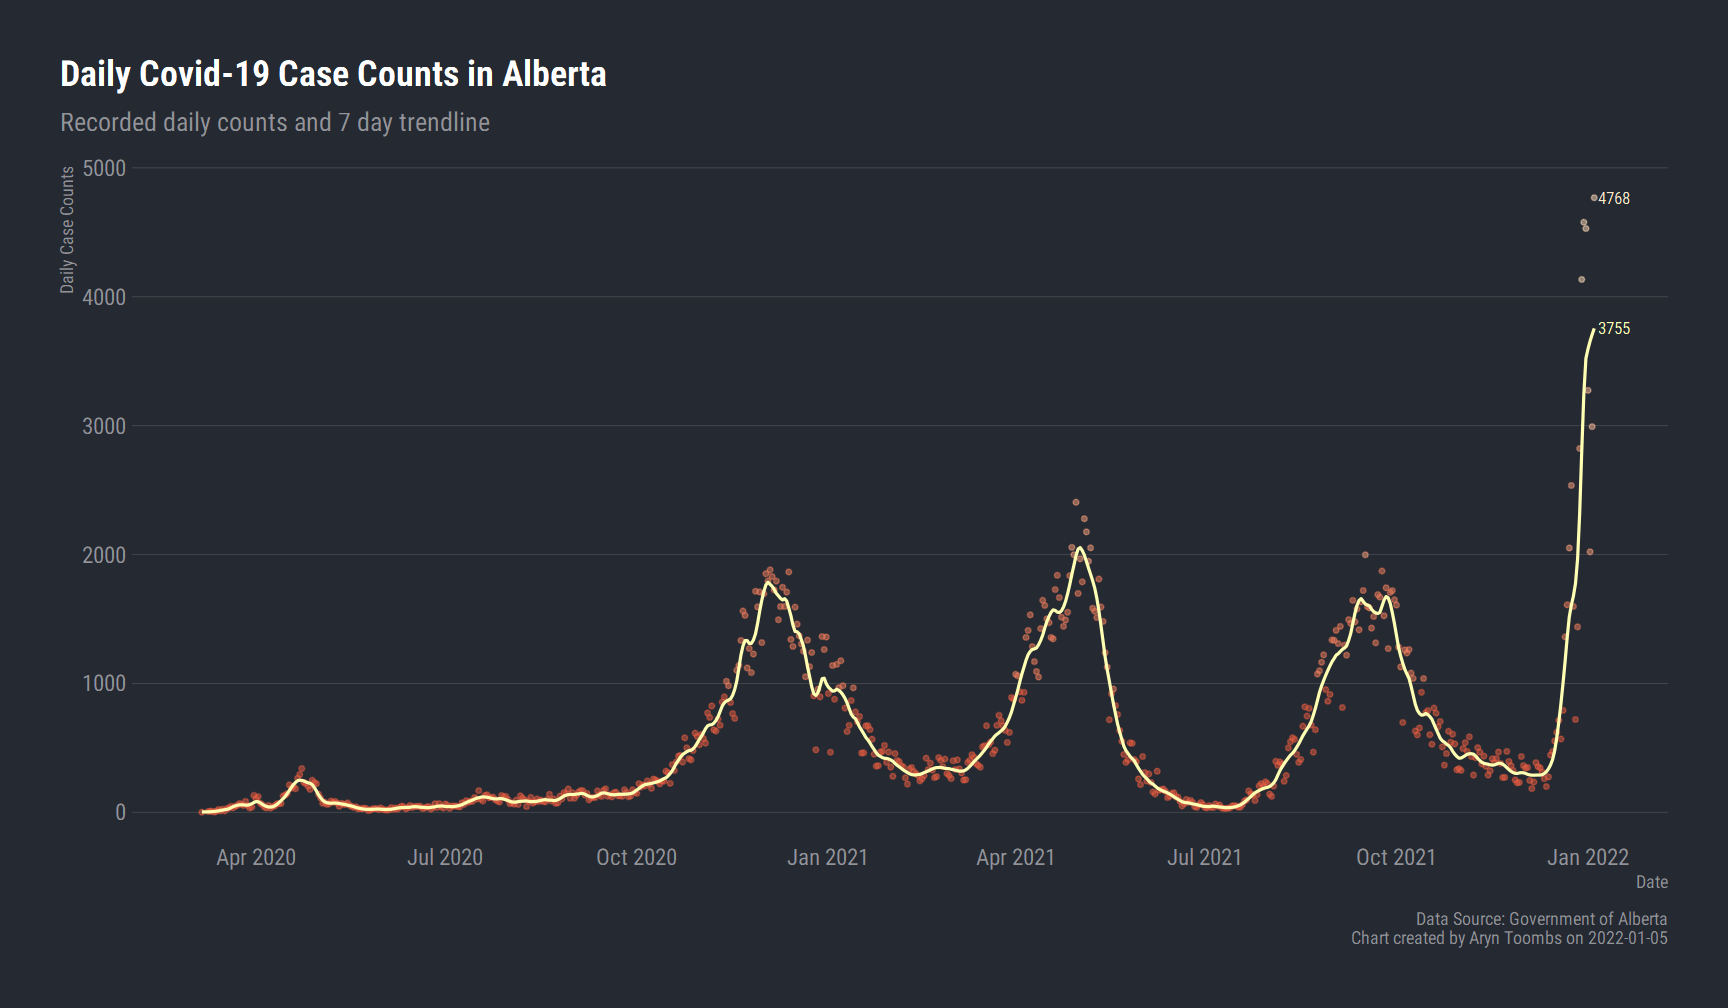 Daily Covid-19 Case Counts in Alberta
Recorded daily counts and 7 day trendline
Daily Case Counts
5000
4000
3000
2000
1000
0
4768
3755
Apr 2020
Jul 2020
Oct 2020
Jan 2021
Apr 2021
Jul 2021
Oct 2021
Jan 2022
Date
Data Source: Government of Alberta
Chart created by Aryn Toombs on 2022-01-05